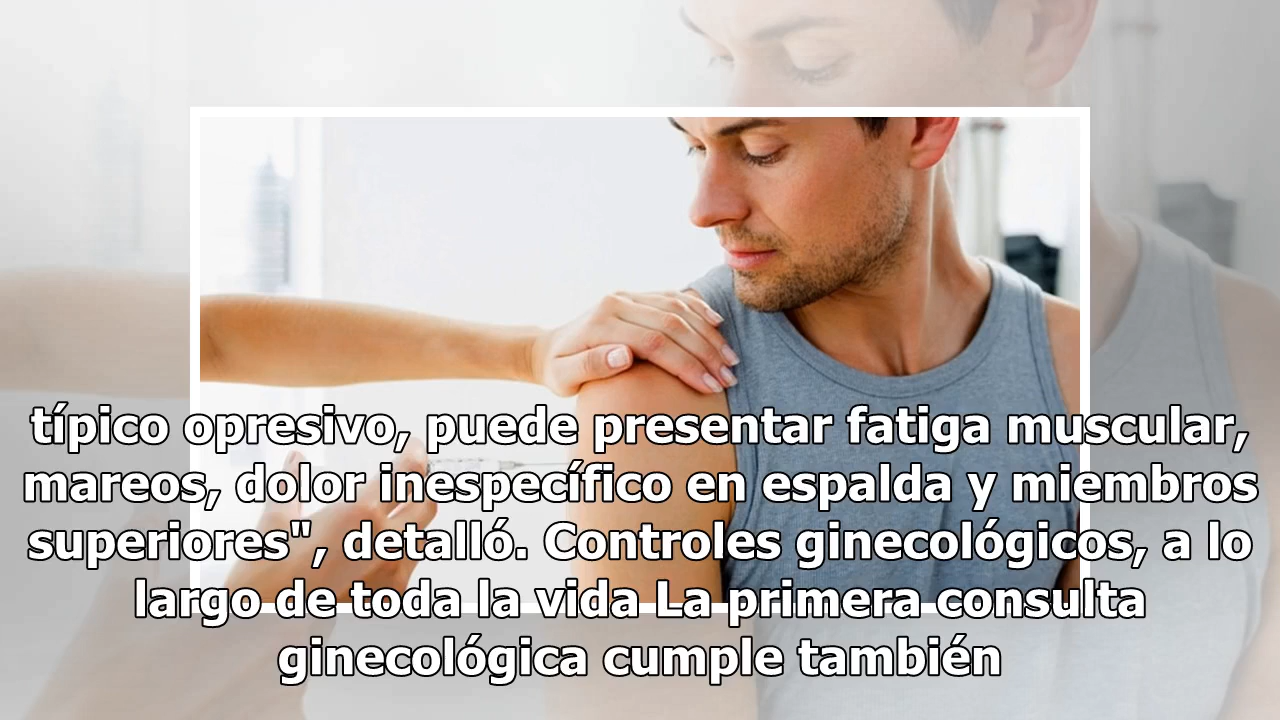 típico opresivo, puede presentar fatiga muscular,
mareos, dolor inespecífico en espalda y miembros
superiores", detalló. Controles ginecológicos, a lo
largo de toda la vida La primera consulta
ginecológica cumple también